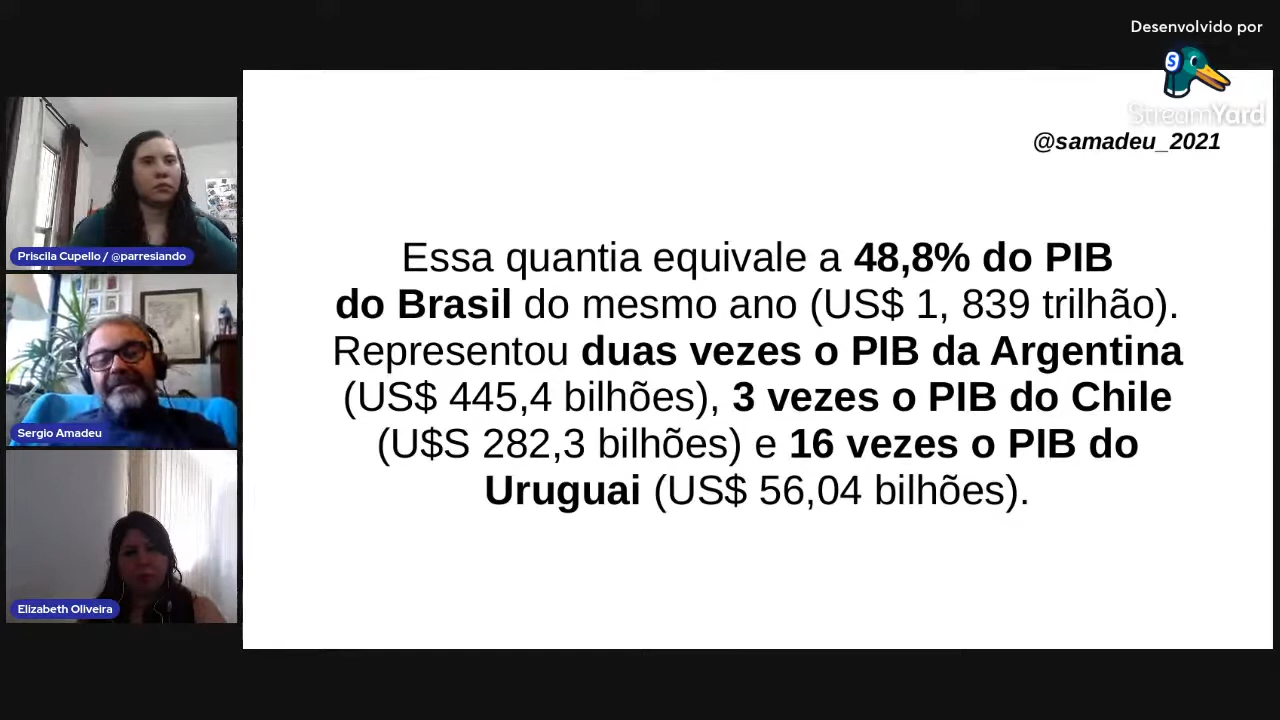 Desenvolvido por
StreamYard
@samadeu_2021
Essa quantia equivale a 48,8% do PIB
do Brasil do mesmo ano (US$ 1, 839 trilhão).
Representou duas vezes o PIB da Argentina
(US$ 445,4 bilhões), 3 vezes o PIB do Chile
(U$S 282,3 bilhões) e 16 vezes o PIB do
Uruguai (US$ 56,04 bilhões).
Priscila Cupello / @parresiando
Sergio Amadeu
Elizabeth Oliveira